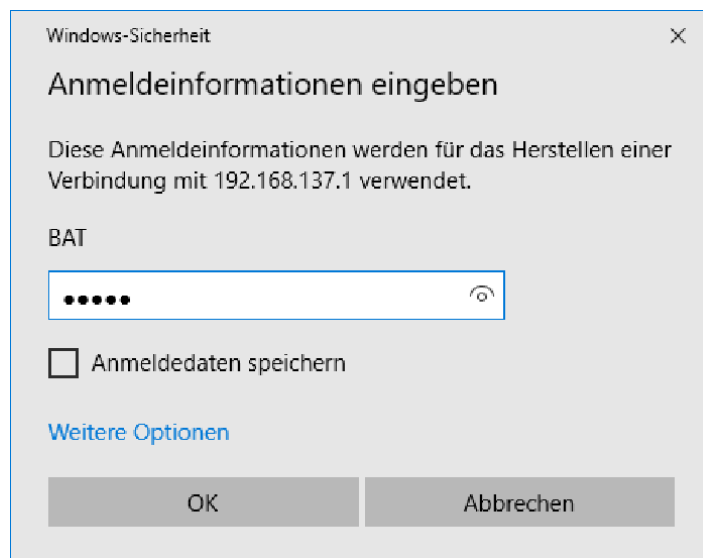 Windows-Sicherheit
Anmeldeinformationen eingeben
Diese Anmeldeinformationen werden für das Herstellen einer
Verbindung mit 192.168.137.1 verwendet.
BAT
•••••
Anmeldedaten speichern
Weitere Optionen
OK Abbrechen